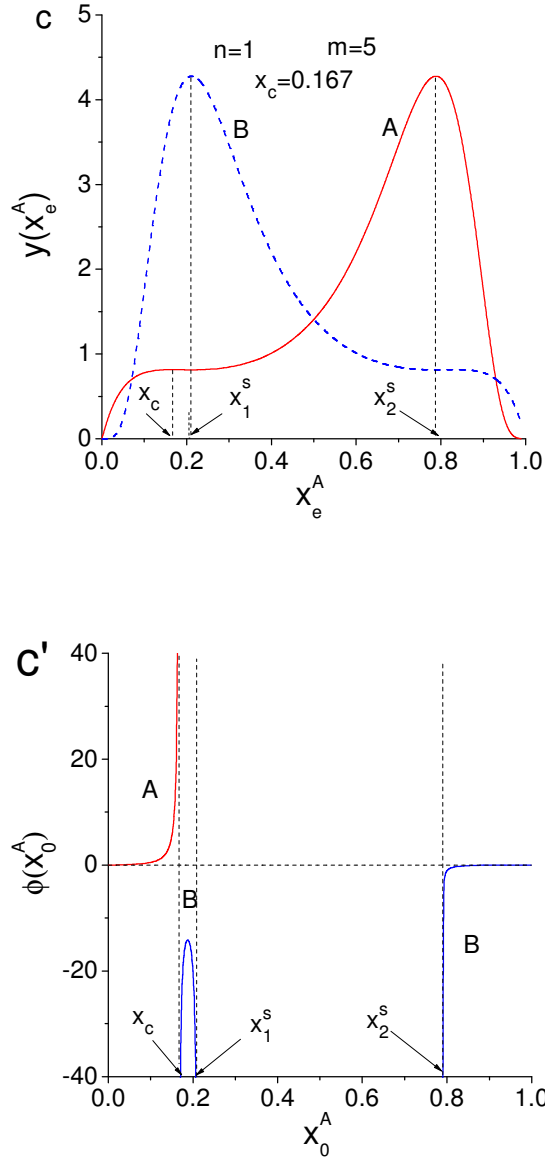 c
n=1 m=5
x_c=0.167
B
A
y(x_e^A)
5
4
3
2
1
0
x_c
x_1^s
x_2^s
0.0 0.2 0.4 0.6 0.8 1.0
x_e^A
c'
ϕ(x_0^A)
40
20
0
-20
-40
A
B
B
x_c
x_1^s
x_2^s
0.0 0.2 0.4 0.6 0.8 1.0
x_0^A